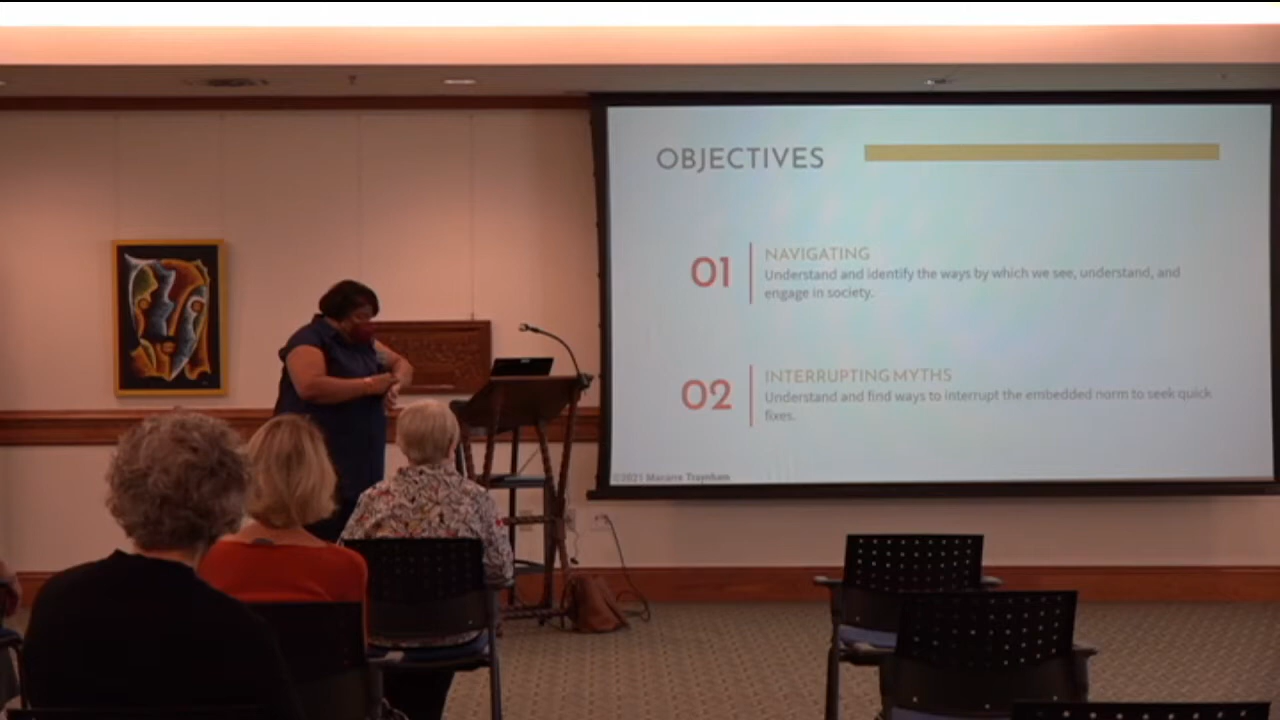 OBJECTIVES
01
NAVIGATING
Understand and identify the ways by which we see, understand, and
engage in society.
02
INTERRUPTING MYTHS
Understand and find ways to interrupt the embedded norm to seek quick
fixes.
©2021